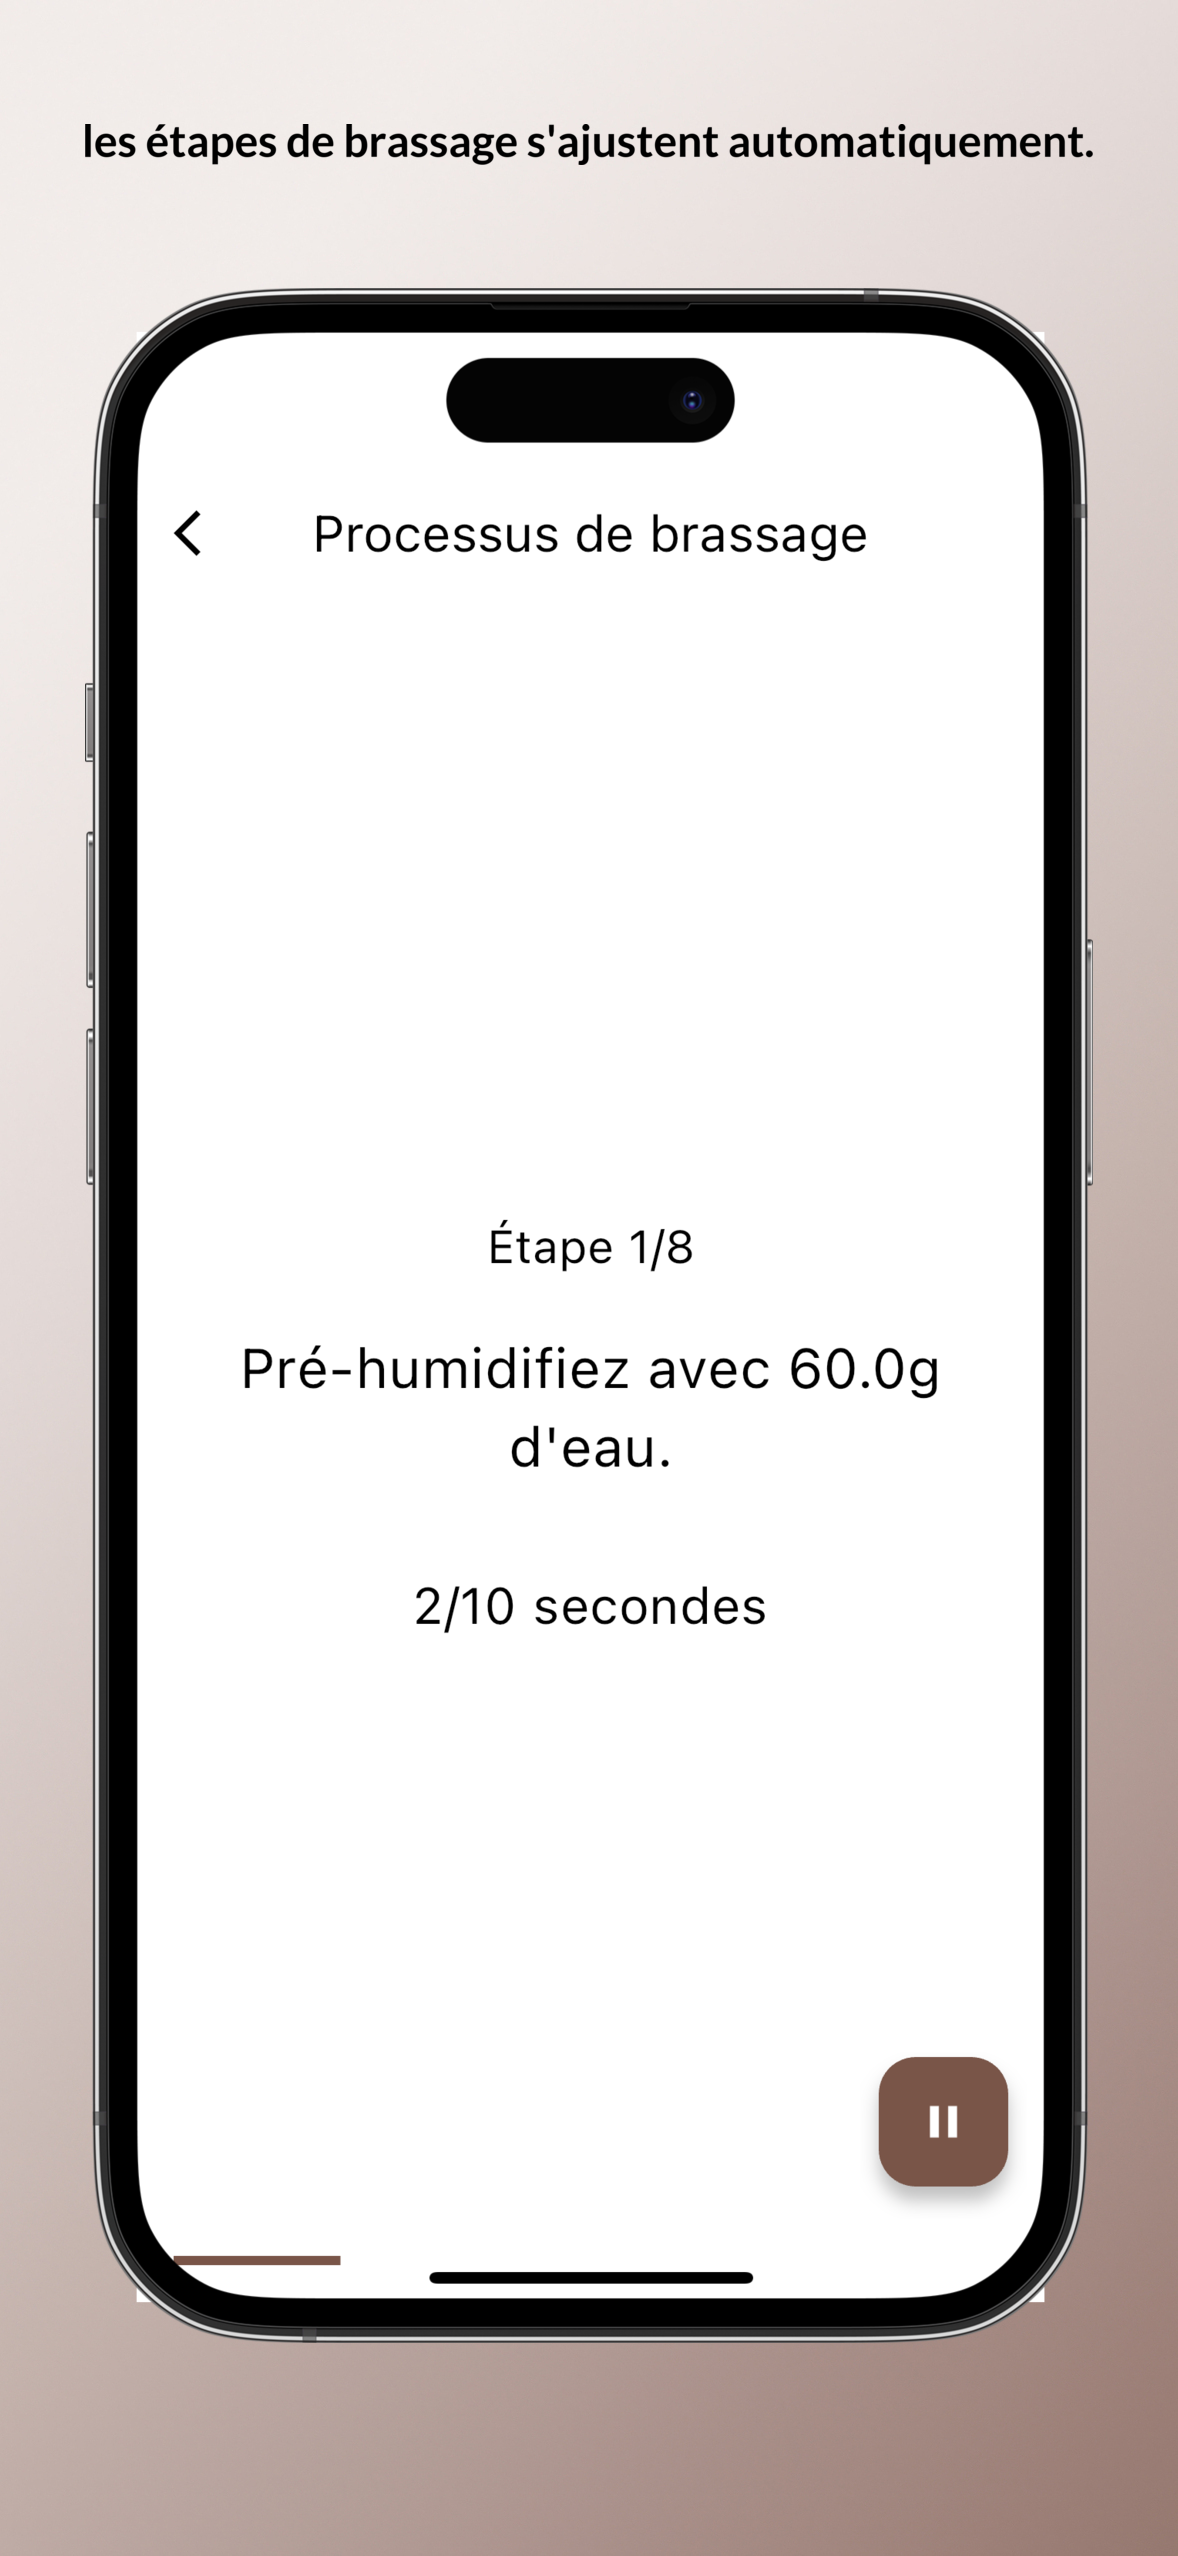 les étapes de brassage s'ajustent automatiquement.
Processus de brassage
Étape 1/8
Pré-humidifiez avec 60.0g
d'eau.
2/10 secondes